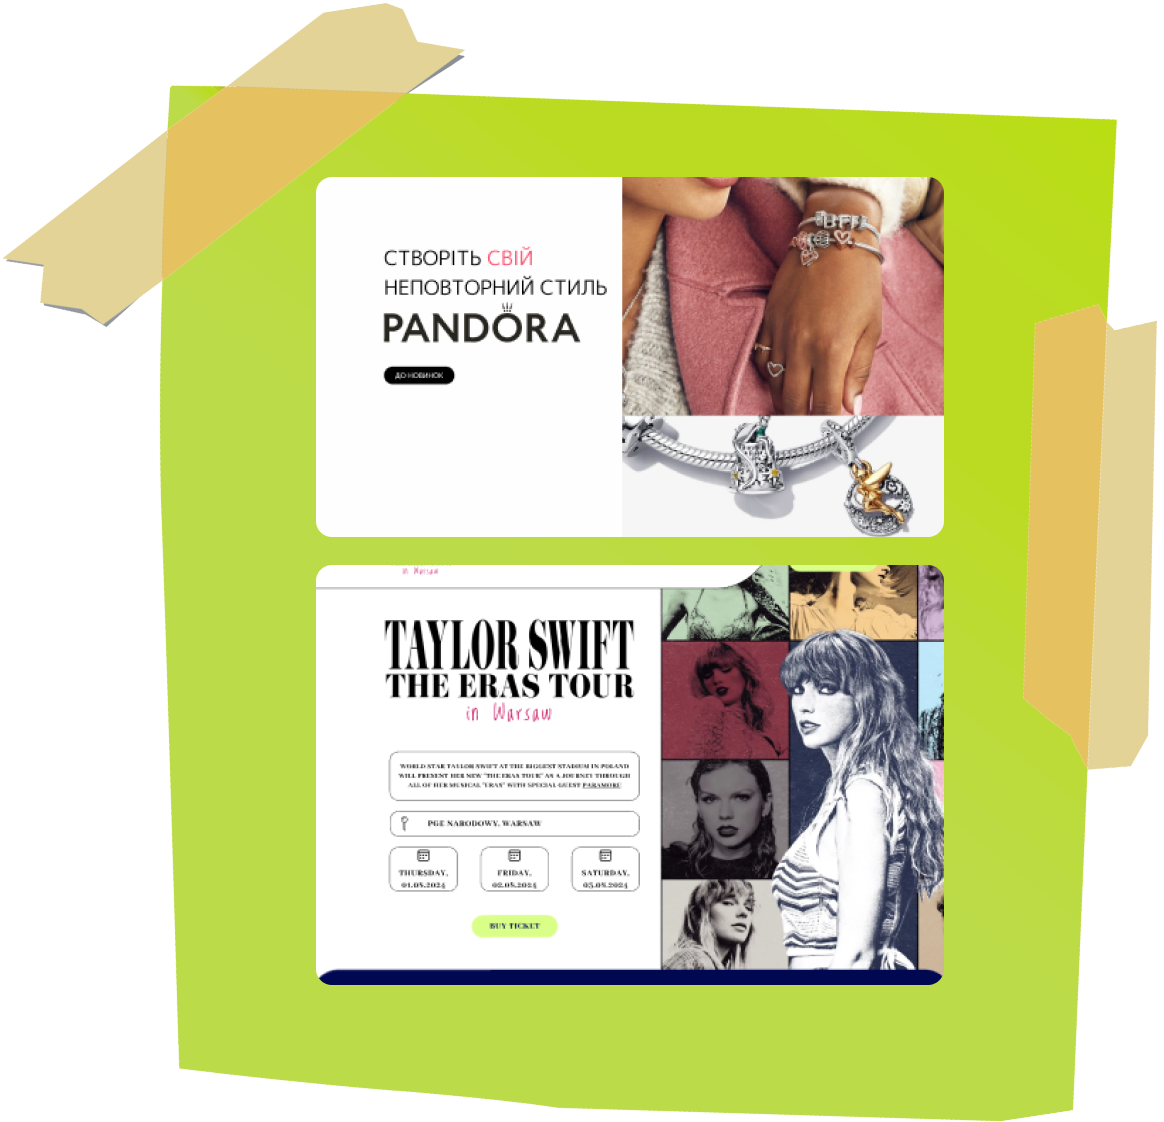 СТВОРІТЬ СВІЙ
НЕПОВТОРНИЙ СТИЛЬ
PANDORA
ДО НОВИНОК
BFF
in Warsaw
TAYLOR SWIFT
THE ERAS TOUR
in Warsaw
WORLD STAR TAYLOR SWIFT AT THE BIGGEST STADIUM IN POLAND
WILL PRESENT HER NEW "THE ERAS TOUR" AS A JOURNEY THROUGH
ALL OF HER MUSICAL "ERAS" WITH SPECIAL GUEST PARAMORE
PGE NARODOWY, WARSAW
THURSDAY,
01.08.2024
FRIDAY,
02.08.2024
SATURDAY,
03.08.2024
BUY TICKET